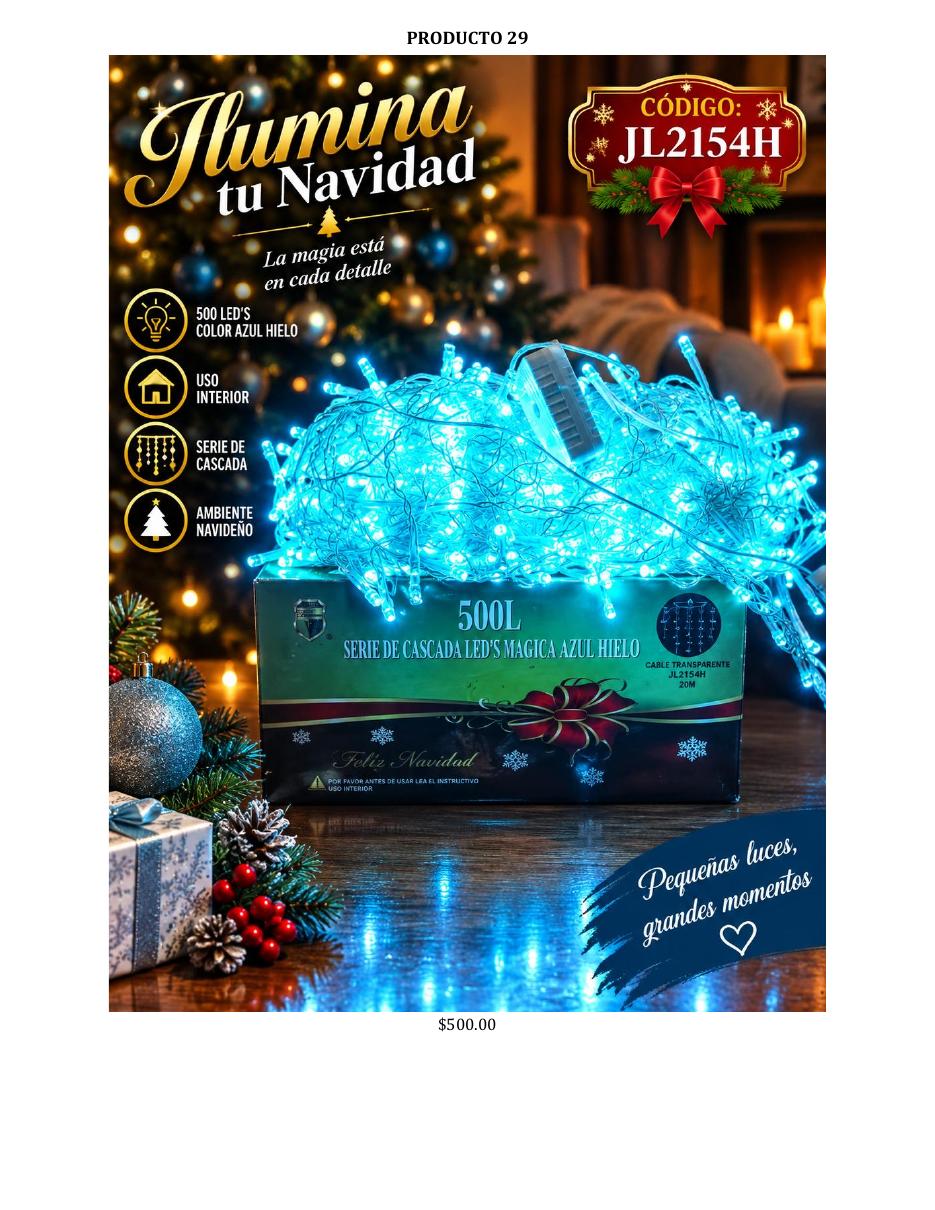 PRODUCTO 29
Ilumina
tu Navidad
La magia está
en cada detalle
CÓDIGO:
JL2154H
500 LED'S
COLOR AZUL HIELO
USO
INTERIOR
SERIE DE
CASCADA
AMBIENTE
NAVIDEÑO
500L
SERIE DE CASCADA LED'S MAGICA AZUL HIELO
CABLE TRANSPARENTE
JL2154H
20M
Feliz Navidad
POR FAVOR ANTES DE USAR LEA EL INSTRUCTIVO
USO INTERIOR
Pequeñas luces,
grandes momentos
$500.00